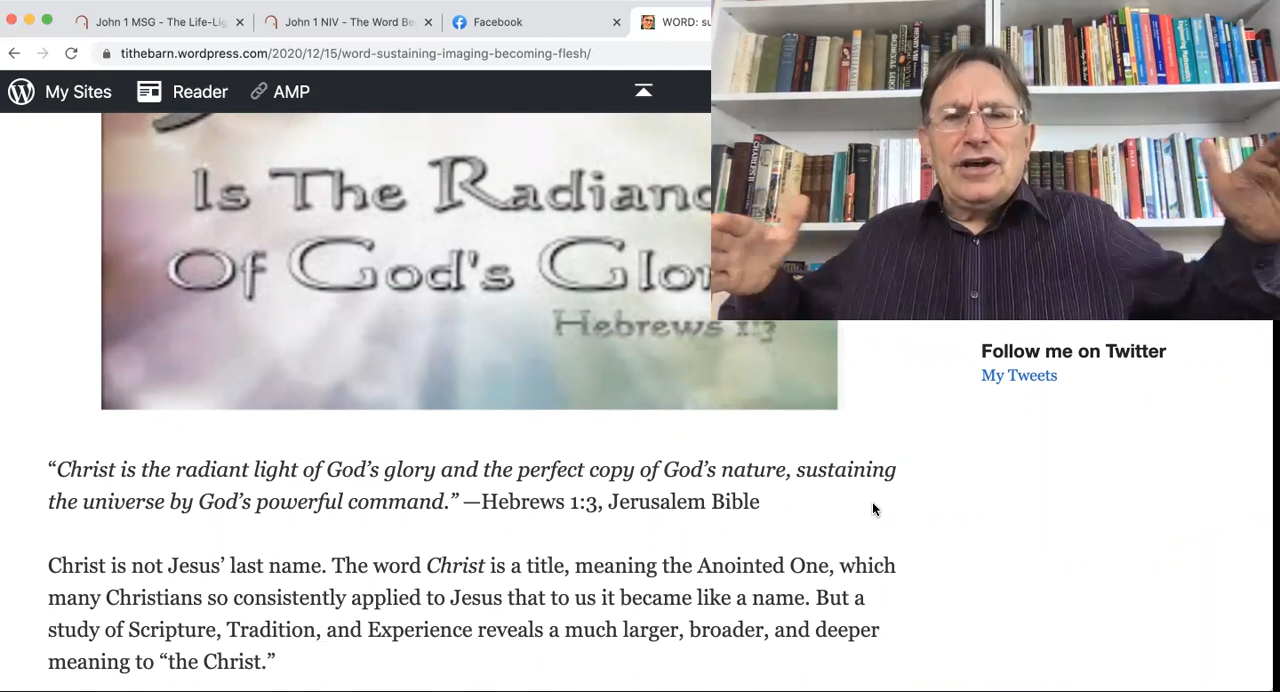 John 1 MSG - The Life-Lig
John 1 NIV - The Word Be
Facebook
WORD: su
tithebarn.wordpress.com/2020/12/15/word-sustaining-imaging-becoming-flesh/
My Sites
Reader
AMP
Is The Radianc
Of God's Glor
Hebrews 1:3
Follow me on Twitter
My Tweets
“Christ is the radiant light of God’s glory and the perfect copy of God’s nature, sustaining
the universe by God’s powerful command.” —Hebrews 1:3, Jerusalem Bible
Christ is not Jesus’ last name. The word Christ is a title, meaning the Anointed One, which
many Christians so consistently applied to Jesus that to us it became like a name. But a
study of Scripture, Tradition, and Experience reveals a much larger, broader, and deeper
meaning to “the Christ.”